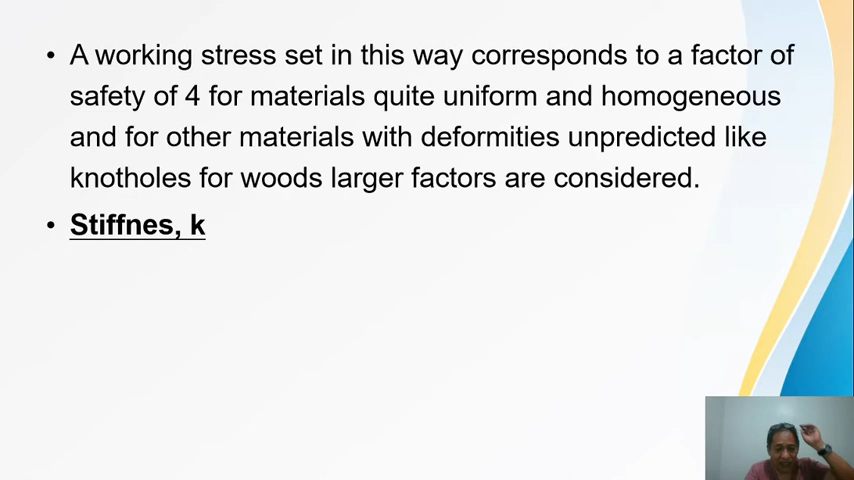 • A working stress set in this way corresponds to a factor of
safety of 4 for materials quite uniform and homogeneous
and for other materials with deformities unpredicted like
knotholes for woods larger factors are considered.
• Stiffnes, k